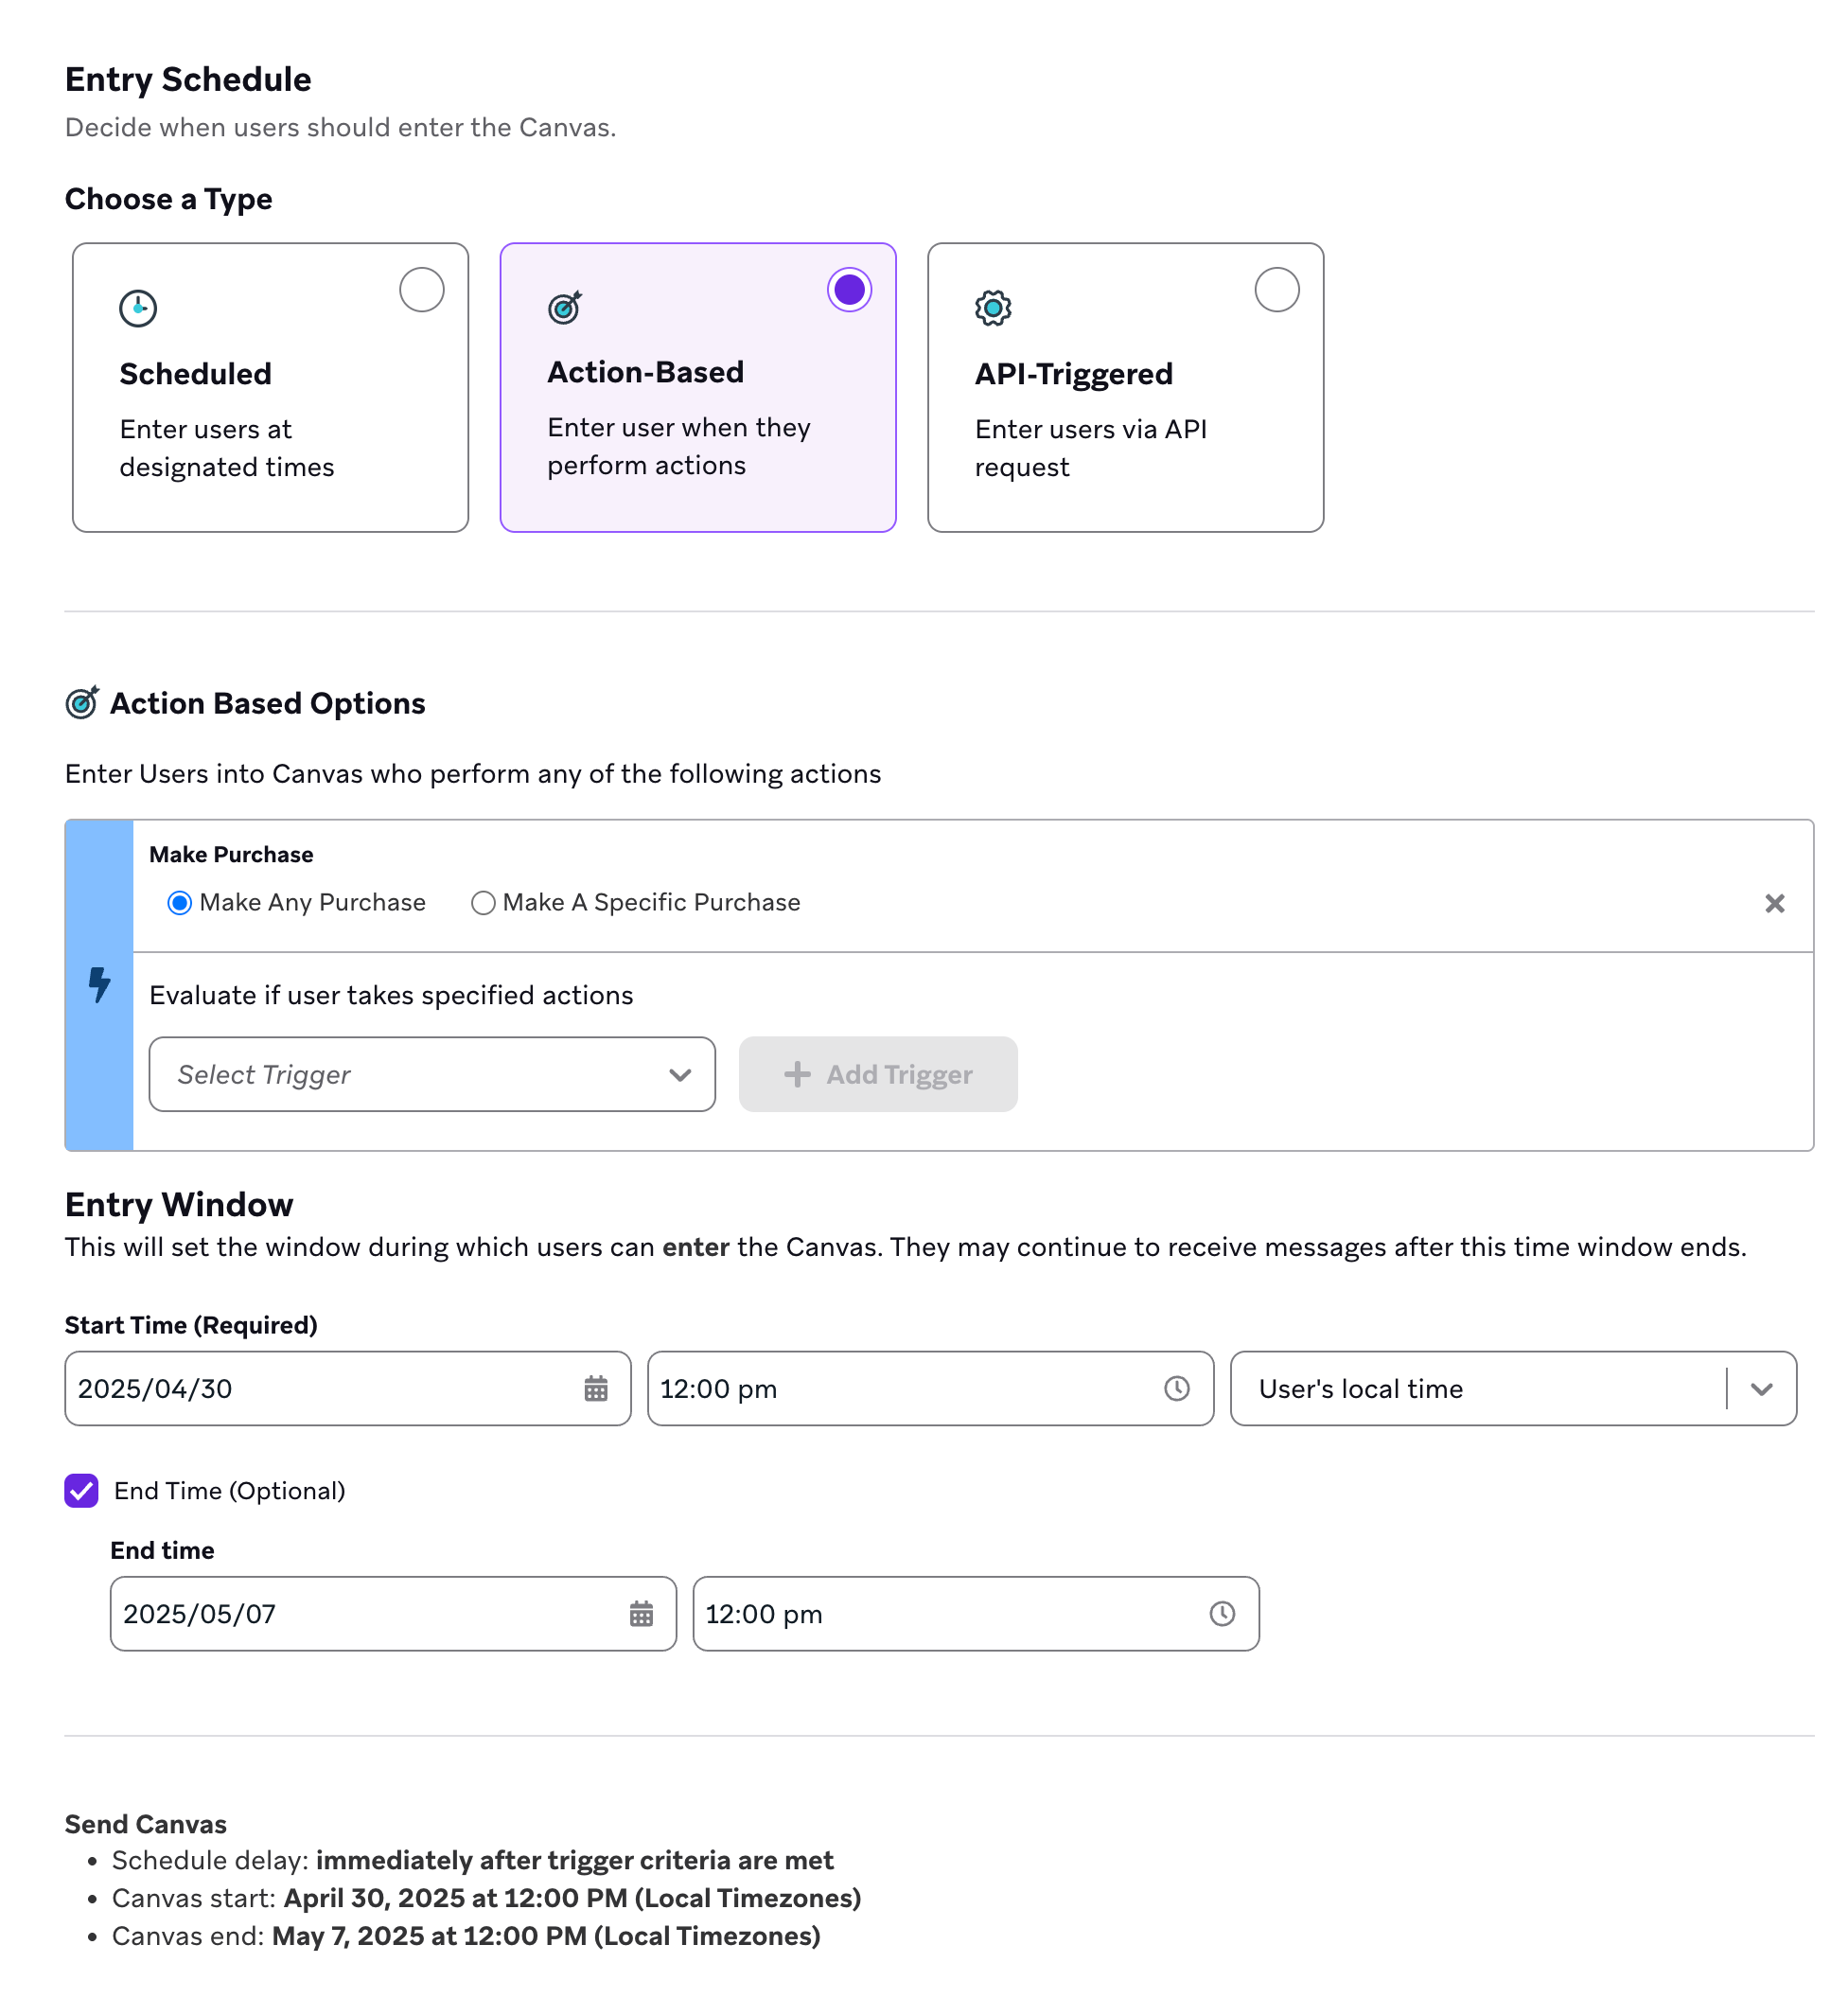 Entry Schedule
Decide when users should enter the Canvas.
Choose a Type
Scheduled
Enter users at
designated times
Action-Based
Enter user when they
perform actions
API-Triggered
Enter users via API
request
Action Based Options
Enter Users into Canvas who perform any of the following actions
Make Purchase
Make Any Purchase Make A Specific Purchase
Evaluate if user takes specified actions
Select Trigger Add Trigger
Entry Window
This will set the window during which users can enter the Canvas. They may continue to receive messages after this time window ends.
Start Time (Required)
2025/04/30 12:00 pm User's local time
End Time (Optional)
End time
2025/05/07 12:00 pm
Send Canvas
• Schedule delay: immediately after trigger criteria are met
• Canvas start: April 30, 2025 at 12:00 PM (Local Timezones)
• Canvas end: May 7, 2025 at 12:00 PM (Local Timezones)